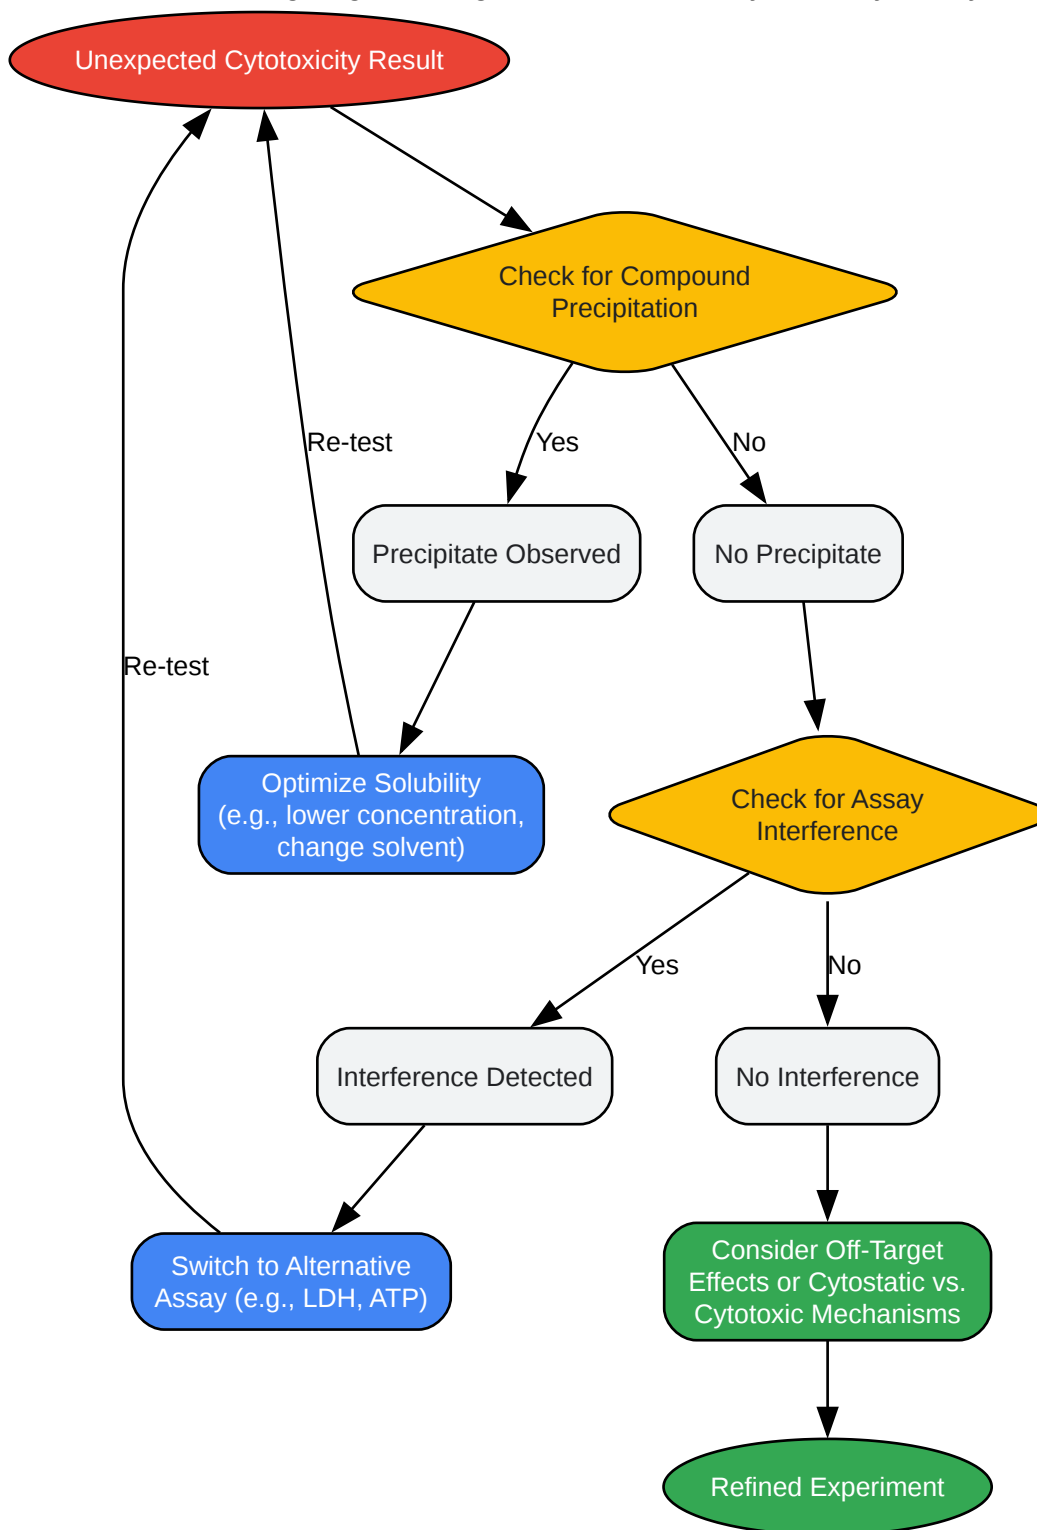 Unexpected Cytotoxicity Result
Check for Compound
Precipitation
Re-test
Yes
No
Precipitate Observed
No Precipitate
Re-test
Optimize Solubility
(e.g., lower concentration,
change solvent)
Check for Assay
Interference
Yes
No
Interference Detected
No Interference
Switch to Alternative
Assay (e.g., LDH, ATP)
Consider Off-Target
Effects or Cytostatic vs.
Cytotoxic Mechanisms
Refined Experiment